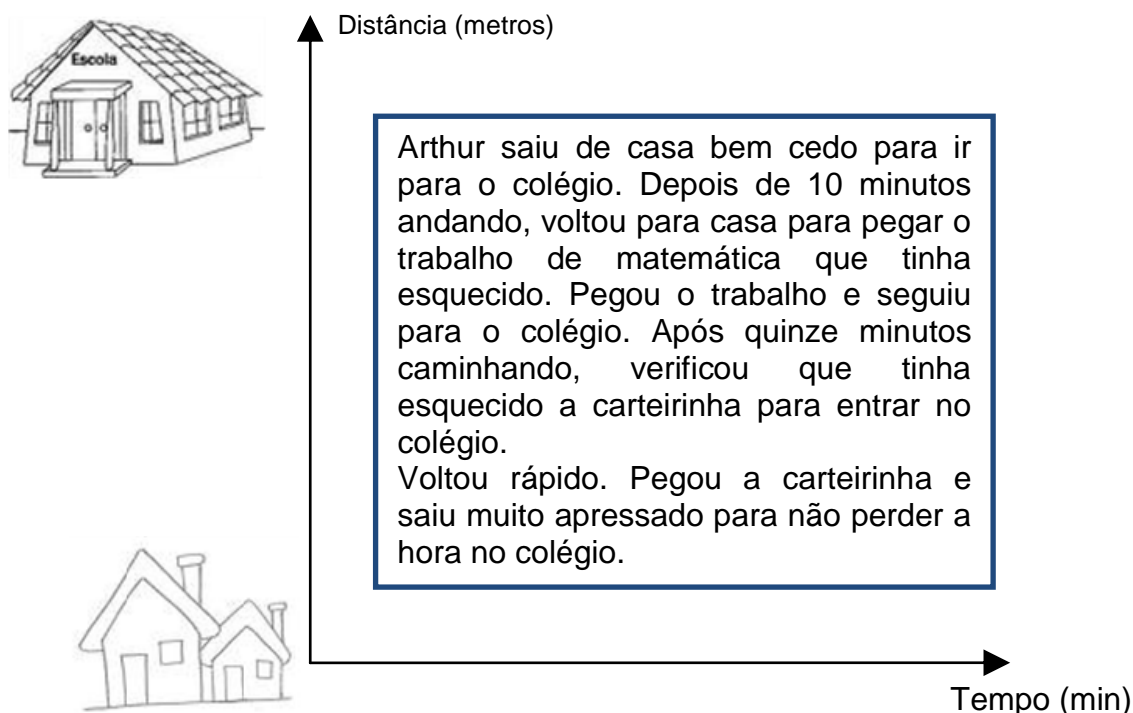 Distância (metros)
Escola
Arthur saiu de casa bem cedo para ir
para o colégio. Depois de 10 minutos
andando, voltou para casa para pegar o
trabalho de matemática que tinha
esquecido. Pegou o trabalho e seguiu
para o colégio. Após quinze minutos
caminhando, verificou que tinha
esquecido a carteirinha para entrar no
colégio.
Voltou rápido. Pegou a carteirinha e
saiu muito apressado para não perder a
hora no colégio.
Tempo (min)